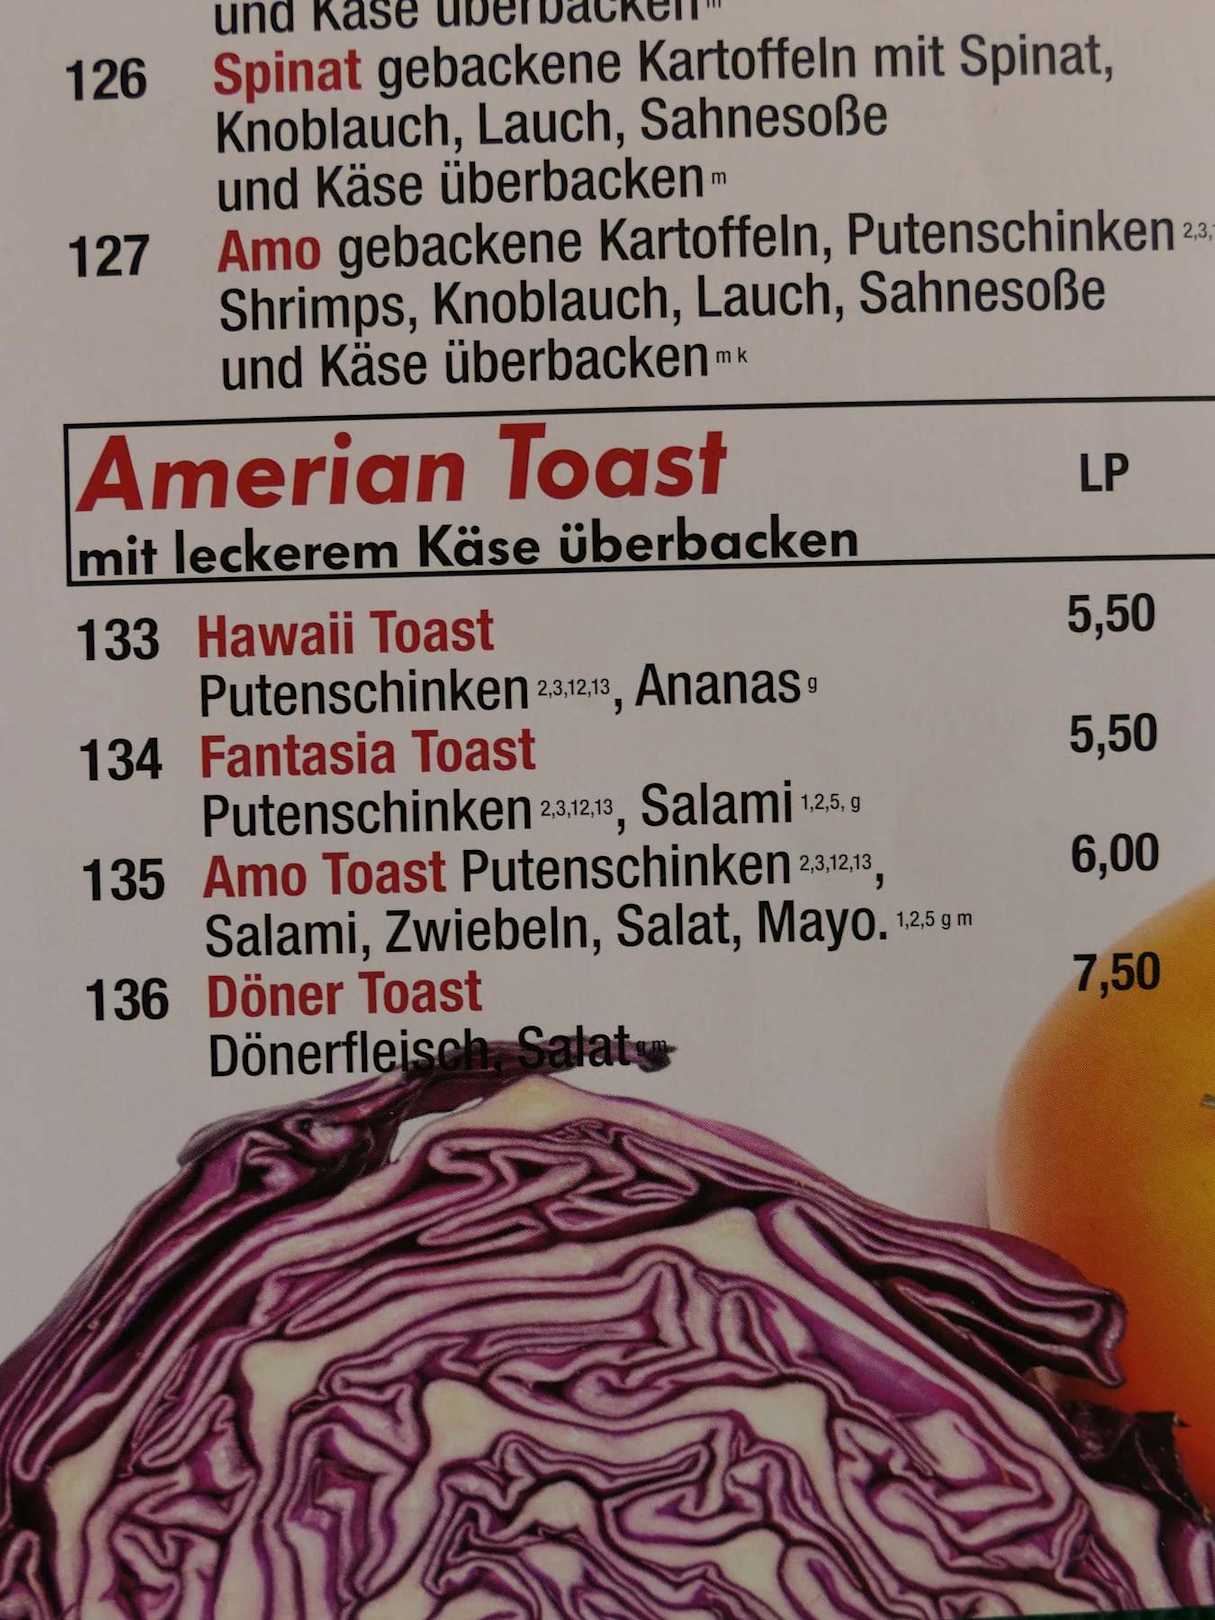 und Käse überbacken m
126 Spinat gebackene Kartoffeln mit Spinat,
Knoblauch, Lauch, Sahnesoße
und Käse überbacken m
127 Amo gebackene Kartoffeln, Putenschinken 2,3,
Shrimps, Knoblauch, Lauch, Sahnesoße
und Käse überbacken m k
Amerian Toast LP
mit leckerem Käse überbacken
133 Hawaii Toast 5,50
Putenschinken 2,3,12,13, Ananas g
134 Fantasia Toast 5,50
Putenschinken 2,3,12,13, Salami 1,2,5, g
135 Amo Toast Putenschinken 2,3,12,13, 6,00
Salami, Zwiebeln, Salat, Mayo. 1,2,5 g m
136 Döner Toast 7,50
Dönerfleisch, Salat g m